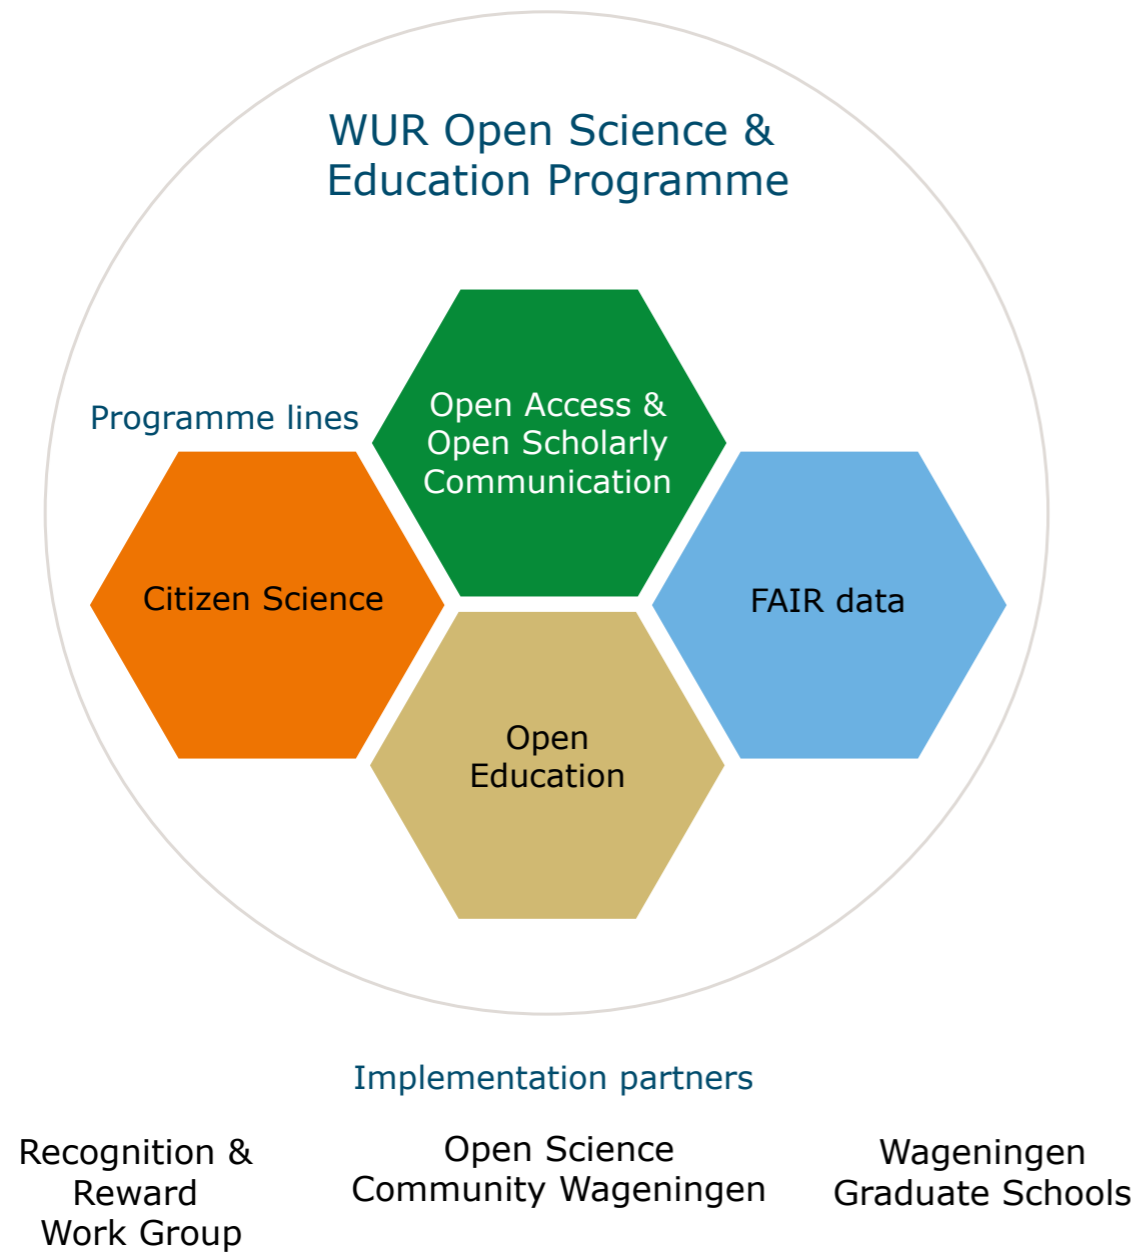 WUR Open Science &
Education Programme
Programme lines
Open Access &
Open Scholarly
Communication
Citizen Science
FAIR data
Open
Education
Implementation partners
Recognition &
Reward
Work Group
Open Science
Community Wageningen
Wageningen
Graduate Schools